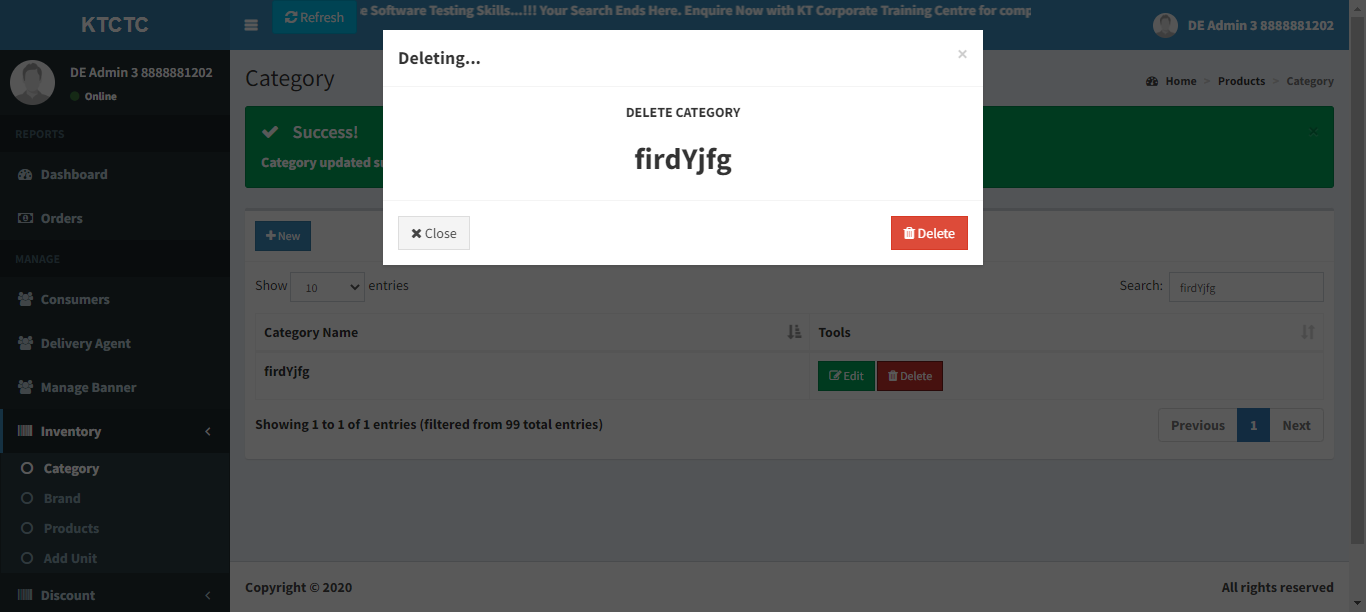 KTCTC
Refresh
e Software Testing Skills...!!! Your Search Ends Here. Enquire Now with KT Corporate Training Centre for comp
DE Admin 3 8888881202
DE Admin 3 8888881202
Online
REPORTS
Dashboard
Orders
MANAGE
Consumers
Delivery Agent
Manage Banner
Inventory
Category
Brand
Products
Add Unit
Discount
Category
Home > Products > Category
Success!
Category updated
Deleting...
×
DELETE CATEGORY
firdYjfg
Close
Delete
New
Show 10 entries
Search: firdYjfg
Category Name Tools
firdYjfg Edit Delete
Showing 1 to 1 of 1 entries (filtered from 99 total entries)
Previous 1 Next
Copyright © 2020
All rights reserved